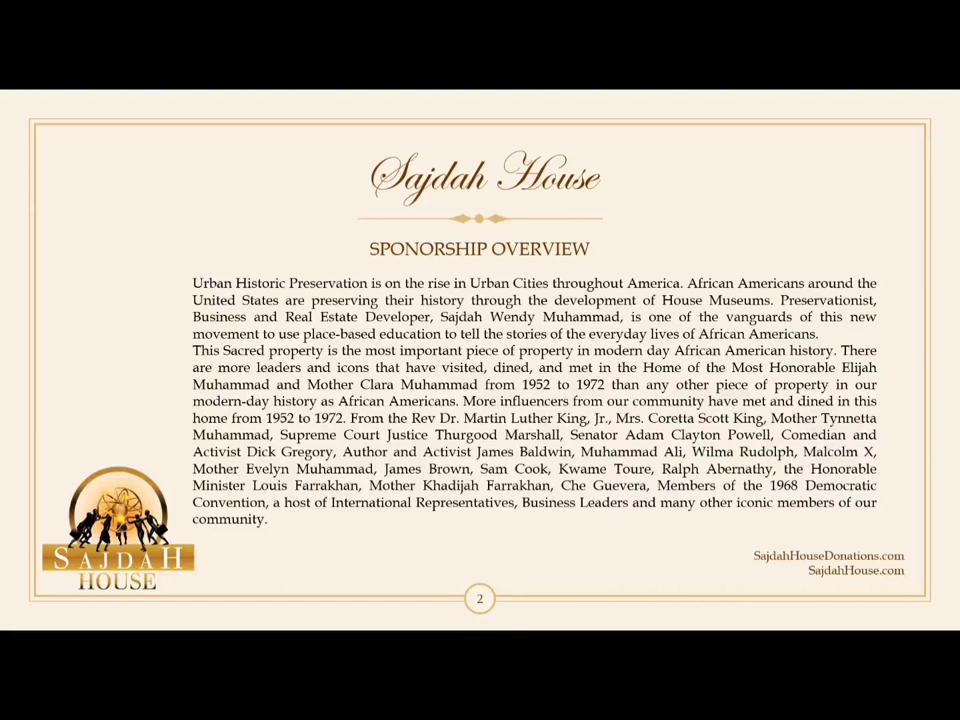 Sajdah House
SPONORSHIP OVERVIEW
Urban Historic Preservation is on the rise in Urban Cities throughout America. African Americans around the
United States are preserving their history through the development of House Museums. Preservationist,
Business and Real Estate Developer, Sajdah Wendy Muhammad, is one of the vanguards of this new
movement to use place-based education to tell the stories of the everyday lives of African Americans.
This Sacred property is the most important piece of property in modern day African American history. There
are more leaders and icons that have visited, dined, and met in the Home of the Most Honorable Elijah
Muhammad and Mother Clara Muhammad from 1952 to 1972 than any other piece of property in our
modern-day history as African Americans. More influencers from our community have met and dined in this
home from 1952 to 1972. From the Rev Dr. Martin Luther King, Jr., Mrs. Coretta Scott King, Mother Tynnetta
Muhammad, Supreme Court Justice Thurgood Marshall, Senator Adam Clayton Powell, Comedian and
Activist Dick Gregory, Author and Activist James Baldwin, Muhammad Ali, Wilma Rudolph, Malcolm X,
Mother Evelyn Muhammad, James Brown, Sam Cook, Kwame Toure, Ralph Abernathy, the Honorable
Minister Louis Farrakhan, Mother Khadijah Farrakhan, Che Guevera, Members of the 1968 Democratic
Convention, a host of International Representatives, Business Leaders and many other iconic members of our
community.
SAJDAH
HOUSE
SajdahHouseDonations.com
SajdahHouse.com
2